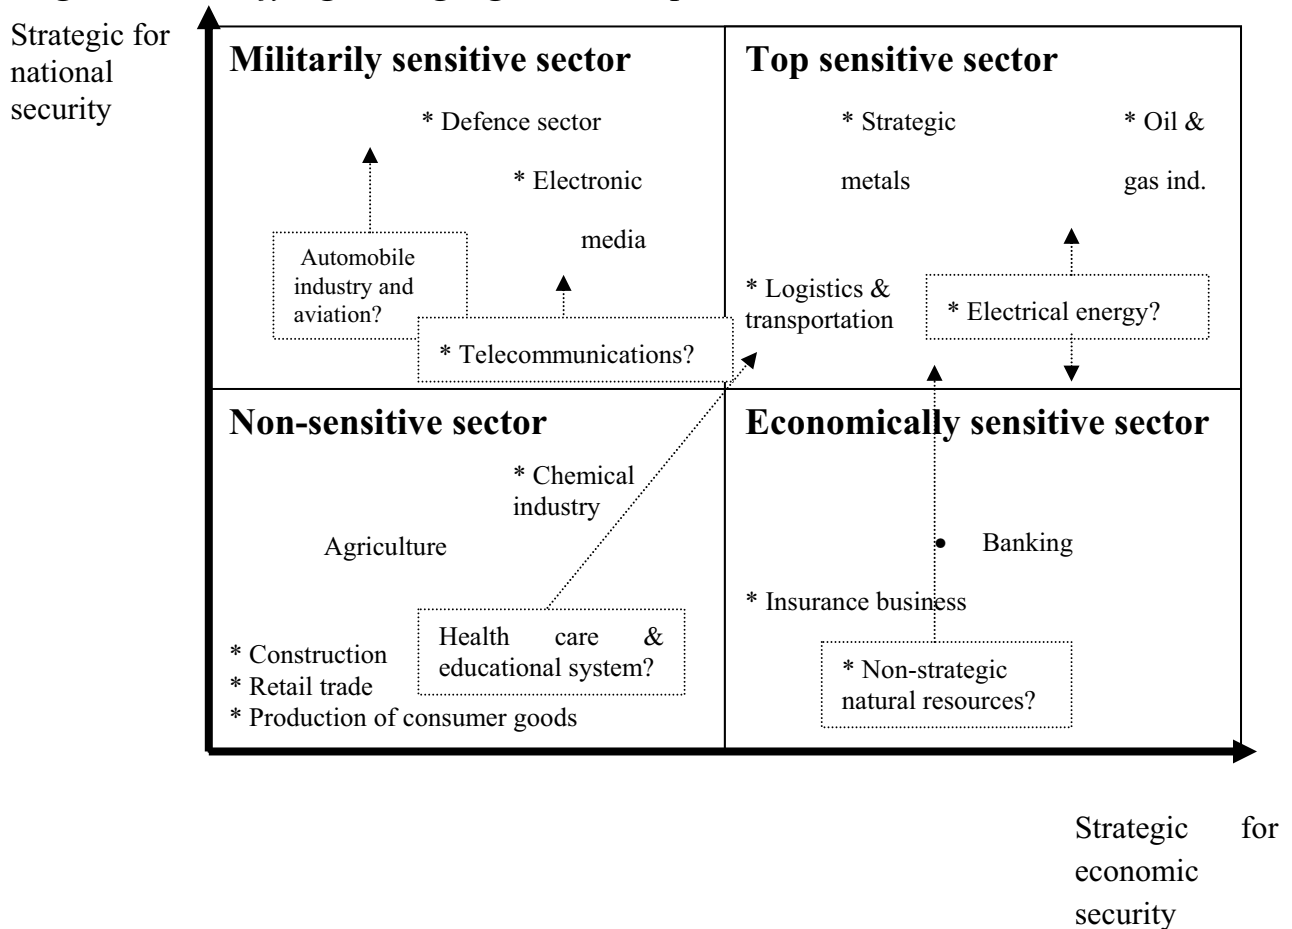 Strategic for
national
security
Militarily sensitive sector
* Defence sector
* Electronic
media
Automobile
industry and
aviation?
* Telecommunications?
Top sensitive sector
* Strategic
metals
* Oil &
gas ind.
* Logistics &
transportation
* Electrical energy?
Non-sensitive sector
* Chemical
industry
Agriculture
Health care &
educational system?
* Construction
* Retail trade
* Production of consumer goods
Economically sensitive sector
• Banking
* Insurance business
* Non-strategic
natural resources?
Strategic for
economic
security